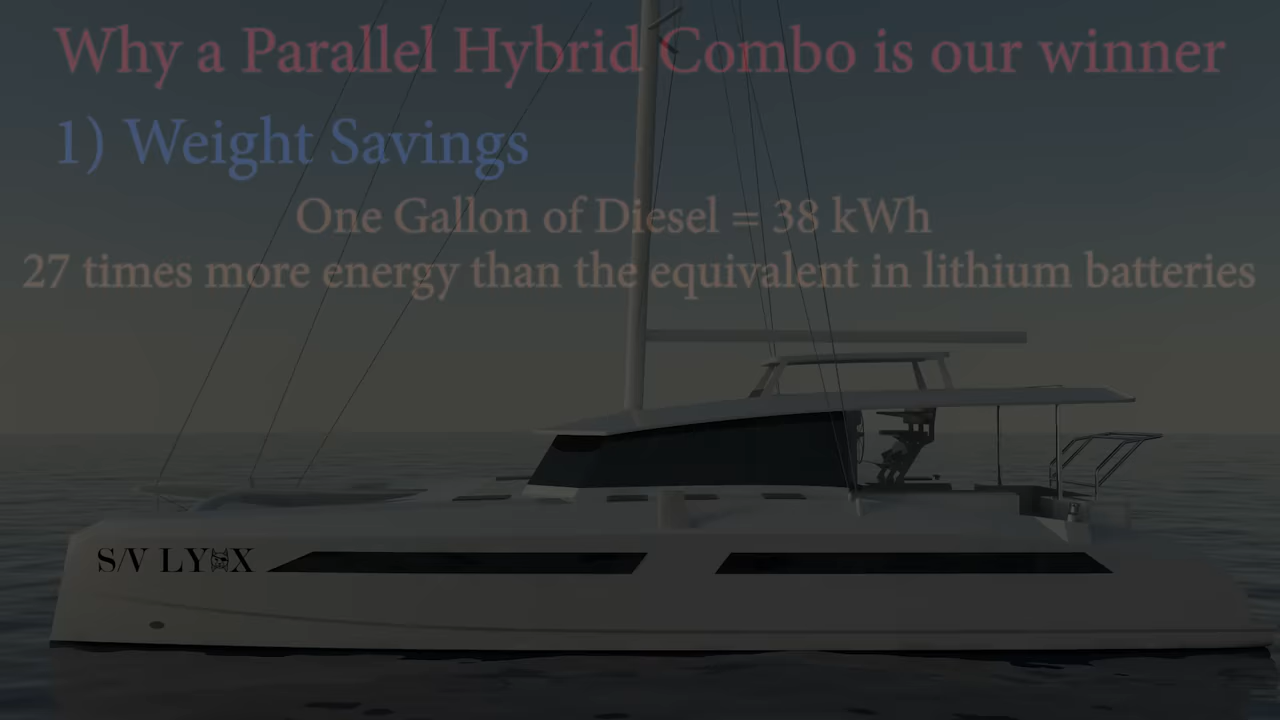 Why a Parallel Hybrid Combo is our winner
1) Weight Savings
One Gallon of Diesel = 38 kWh
27 times more energy than the equivalent in lithium batteries
S/V LYNX